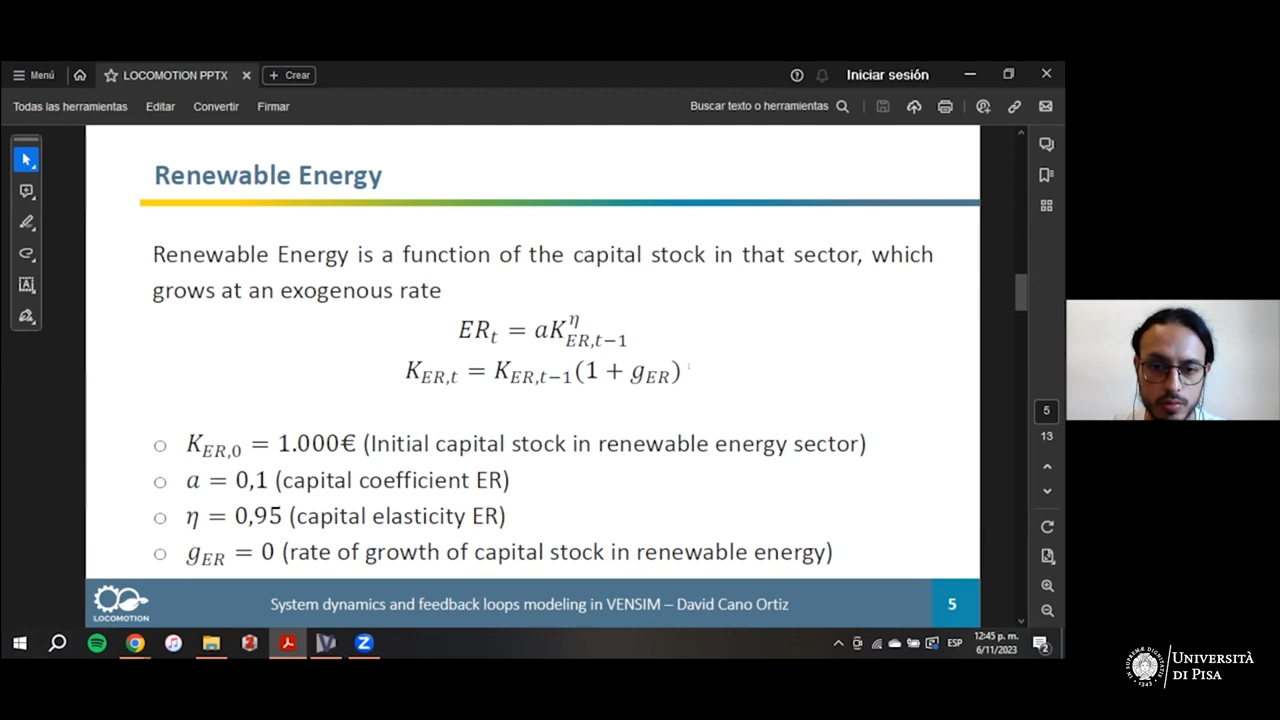 Menú
LOCOMOTION PPTX
Crear
Iniciar sesión
Todas las herramientas Editar Convertir Firmar
Buscar texto o herramientas
Renewable Energy
Renewable Energy is a function of the capital stock in that sector, which
grows at an exogenous rate
ER_t = aK^η_{ER,t−1}
K_{ER,t} = K_{ER,t−1}(1 + g_{ER})
○ K_{ER,0} = 1.000€ (Initial capital stock in renewable energy sector)
○ a = 0,1 (capital coefficient ER)
○ η = 0,95 (capital elasticity ER)
○ g_{ER} = 0 (rate of growth of capital stock in renewable energy)
5
13
LOCOMOTION
System dynamics and feedback loops modeling in VENSIM – David Cano Ortiz
5
ESP
12:45 p. m.
6/11/2023
2
IN SUPREMÆ DIGNITATIS
1343
UNIVERSITÀ
DI PISA